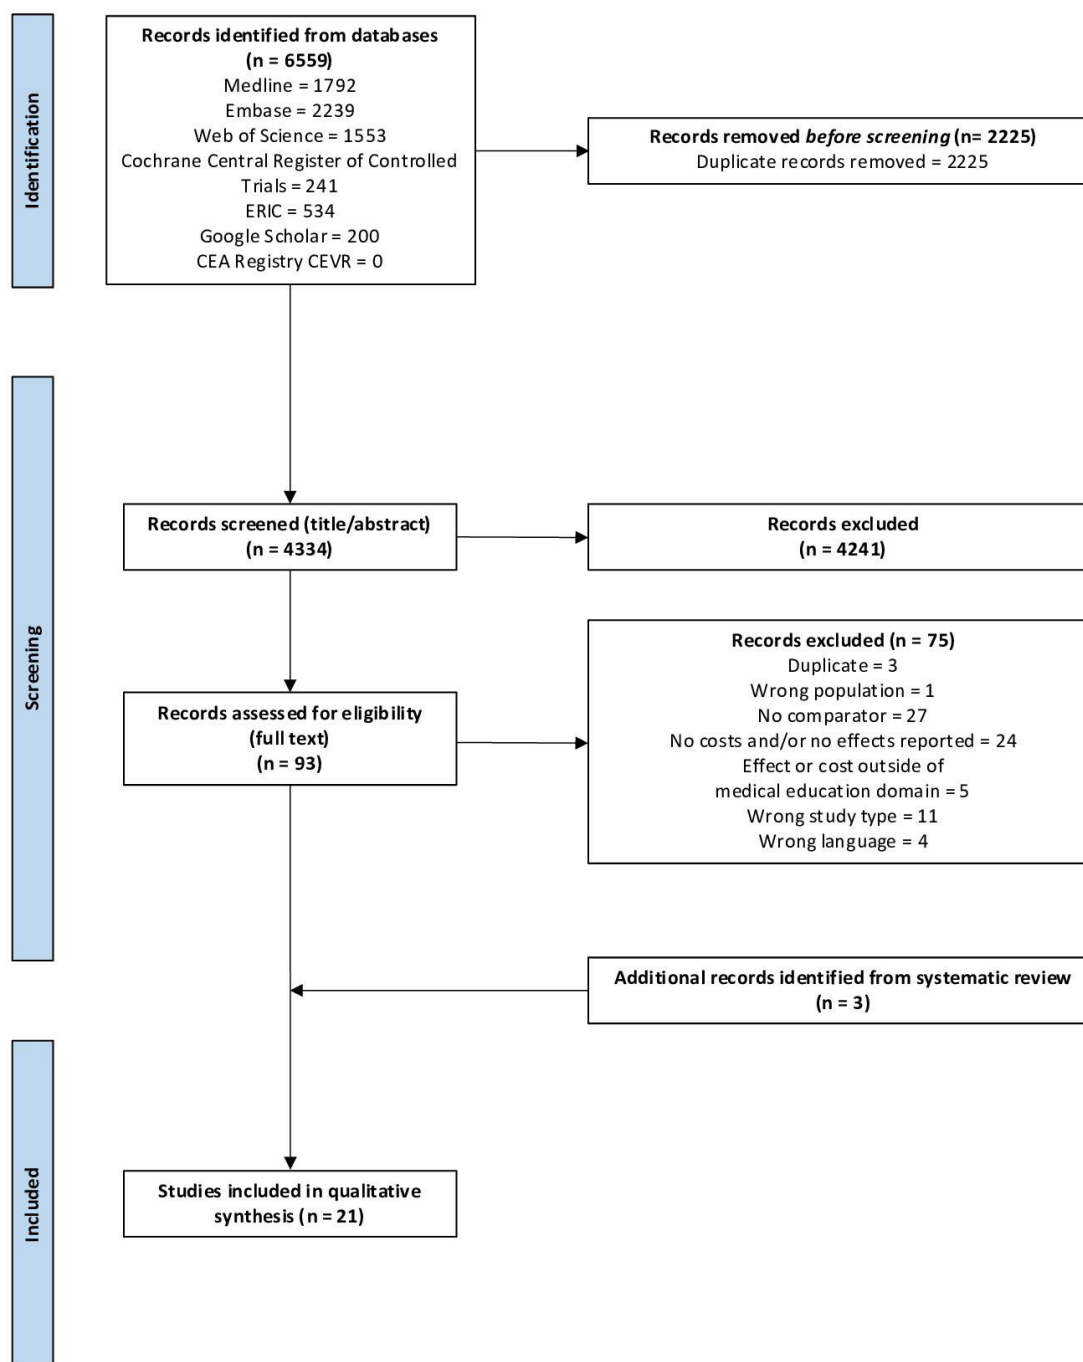 Identification
Records identified from databases
(n = 6559)
Medline = 1792
Embase = 2239
Web of Science = 1553
Cochrane Central Register of Controlled
Trials = 241
ERIC = 534
Google Scholar = 200
CEA Registry CEVR = 0
Records removed before screening (n= 2225)
Duplicate records removed = 2225
Screening
Records screened (title/abstract)
(n = 4334)
Records excluded
(n = 4241)
Records assessed for eligibility
(full text)
(n = 93)
Records excluded (n = 75)
Duplicate = 3
Wrong population = 1
No comparator = 27
No costs and/or no effects reported = 24
Effect or cost outside of
medical education domain = 5
Wrong study type = 11
Wrong language = 4
Additional records identified from systematic review
(n = 3)
Included
Studies included in qualitative
synthesis (n = 21)